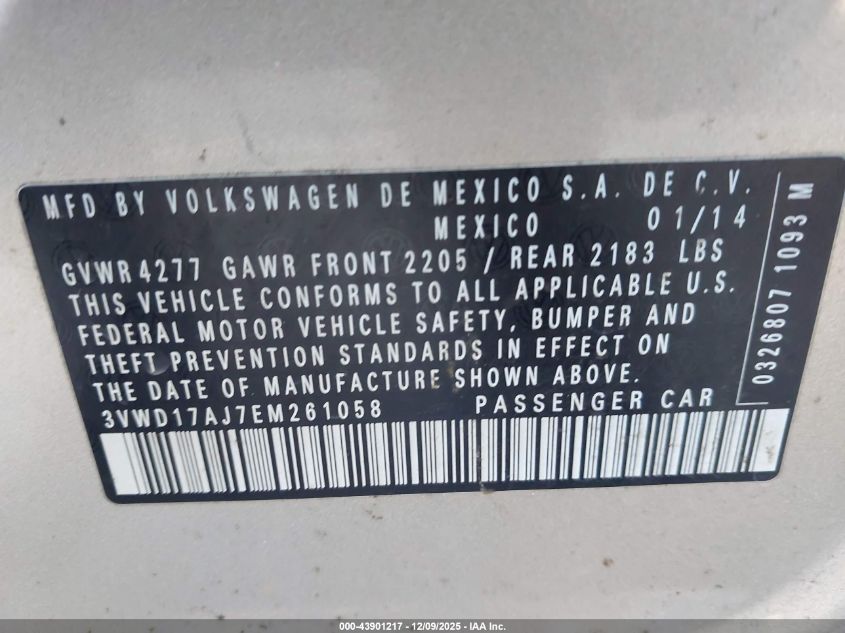 MFD BY VOLKSWAGEN DE MEXICO S.A. DE C.V.
MEXICO 01/14
GVWR 4277 GAWR FRONT 2205 / REAR 2183 LBS
THIS VEHICLE CONFORMS TO ALL APPLICABLE U.S.
FEDERAL MOTOR VEHICLE SAFETY, BUMPER AND
THEFT PREVENTION STANDARDS IN EFFECT ON
THE DATE OF MANUFACTURE SHOWN ABOVE.
3VWD17AJ7EM261058 PASSENGER CAR
0326807 1093 M
000-43901217 - 12/09/2025 - IAA Inc.